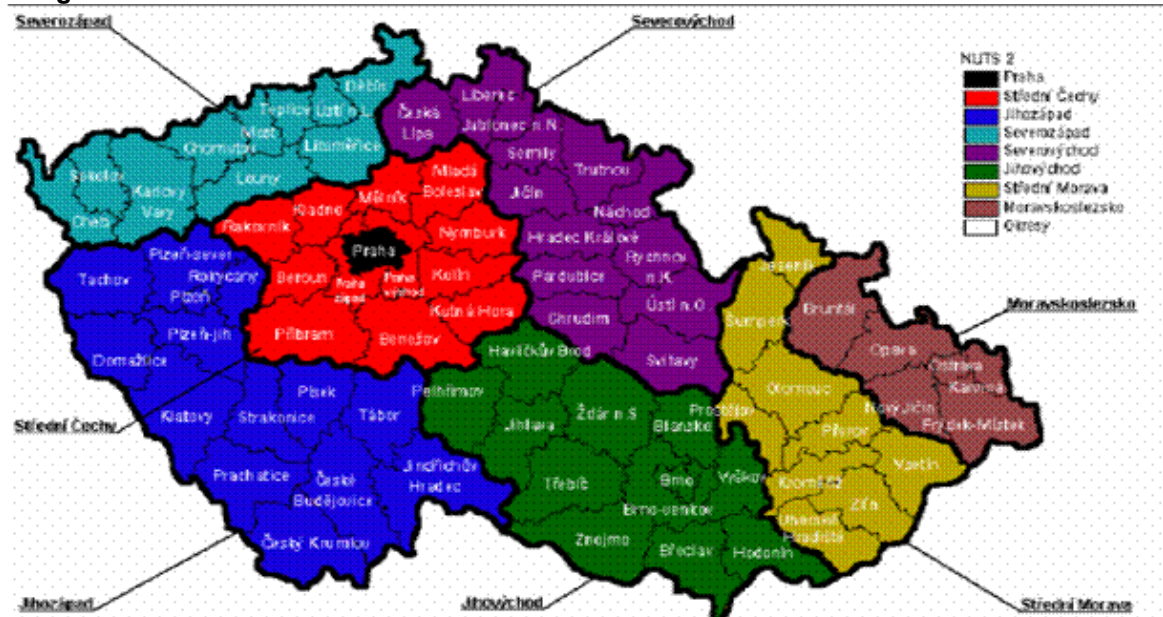 Severozápad
Severovýchod
NUTS 2
Praha
Střední Čechy
Jihozápad
Severozápad
Severovýchod
Jihovýchod
Střední Morava
Moravskoslezsko
Okresy
Děčín
Teplice
Ústí n.L.
Most
Chomutov
Litoměřice
Louny
Sokolov
Karlovy
Vary
Cheb
Česká
Lípa
Liberec
Jablonec n.N.
Semily
Trutnov
Jičín
Náchod
Hradec Králové
Rychnov
n.K.
Pardubice
Ústí n.O.
Chrudim
Svitavy
Mladá
Boleslav
Mělník
Kladno
Rakovník
Nymburk
Praha
Beroun
Praha
západ
Praha
východ
Kolín
Kutná Hora
Příbram
Benešov
Plzeň-sever
Rokycany
Tachov
Plzeň
Plzeň-jih
Domažlice
Klatovy
Písek
Strakonice
Tábor
Prachatice
České
Budějovice
Jindřichův
Hradec
Český Krumlov
Havlíčkův Brod
Pelhřimov
Jihlava
Žďár n.S
Blansko
Třebíč
Brno
Vyškov
Brno-venkov
Znojmo
Břeclav
Hodonín
Jeseník
Šumperk
Olomouc
Prostějov
Přerov
Kroměříž
Vsetín
Zlín
Uherské
Hradiště
Bruntál
Opava
Ostrava
Karviná
Nový Jičín
Frýdek-Místek
Moravskoslezsko
Střední Čechy
Jihozápad
Jihovýchod
Střední Morava